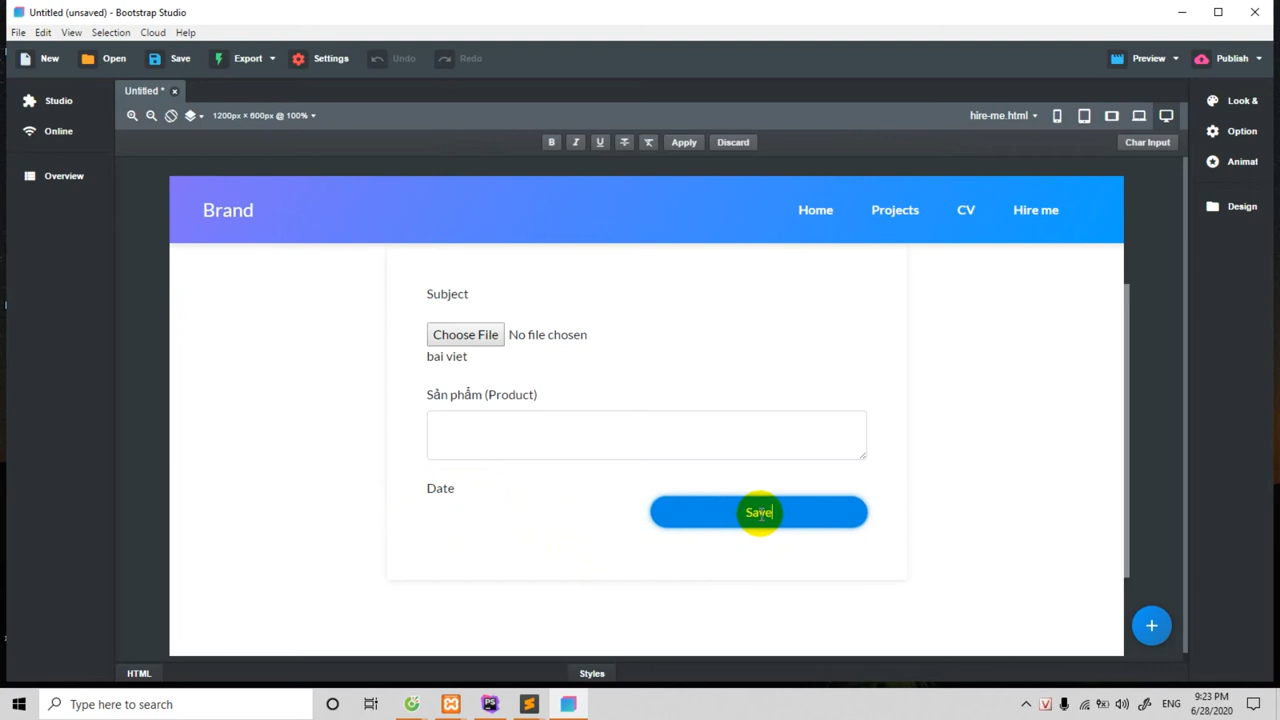 Untitled (unsaved) - Bootstrap Studio
File Edit View Selection Cloud Help
New Open Save Export Settings Undo Redo Preview Publish
Untitled *
Studio
Online
Overview
1200px × 600px @ 100%
hire-me.html
B I U T Apply Discard Char Input
Look &
Option
Animat
Design
Brand Home Projects CV Hire me
Subject
Choose File No file chosen
bai viet
Sản phẩm (Product)
Date
Save
+
HTML Styles
Type here to search
PS
V
ENG
9:23 PM
6/28/2020